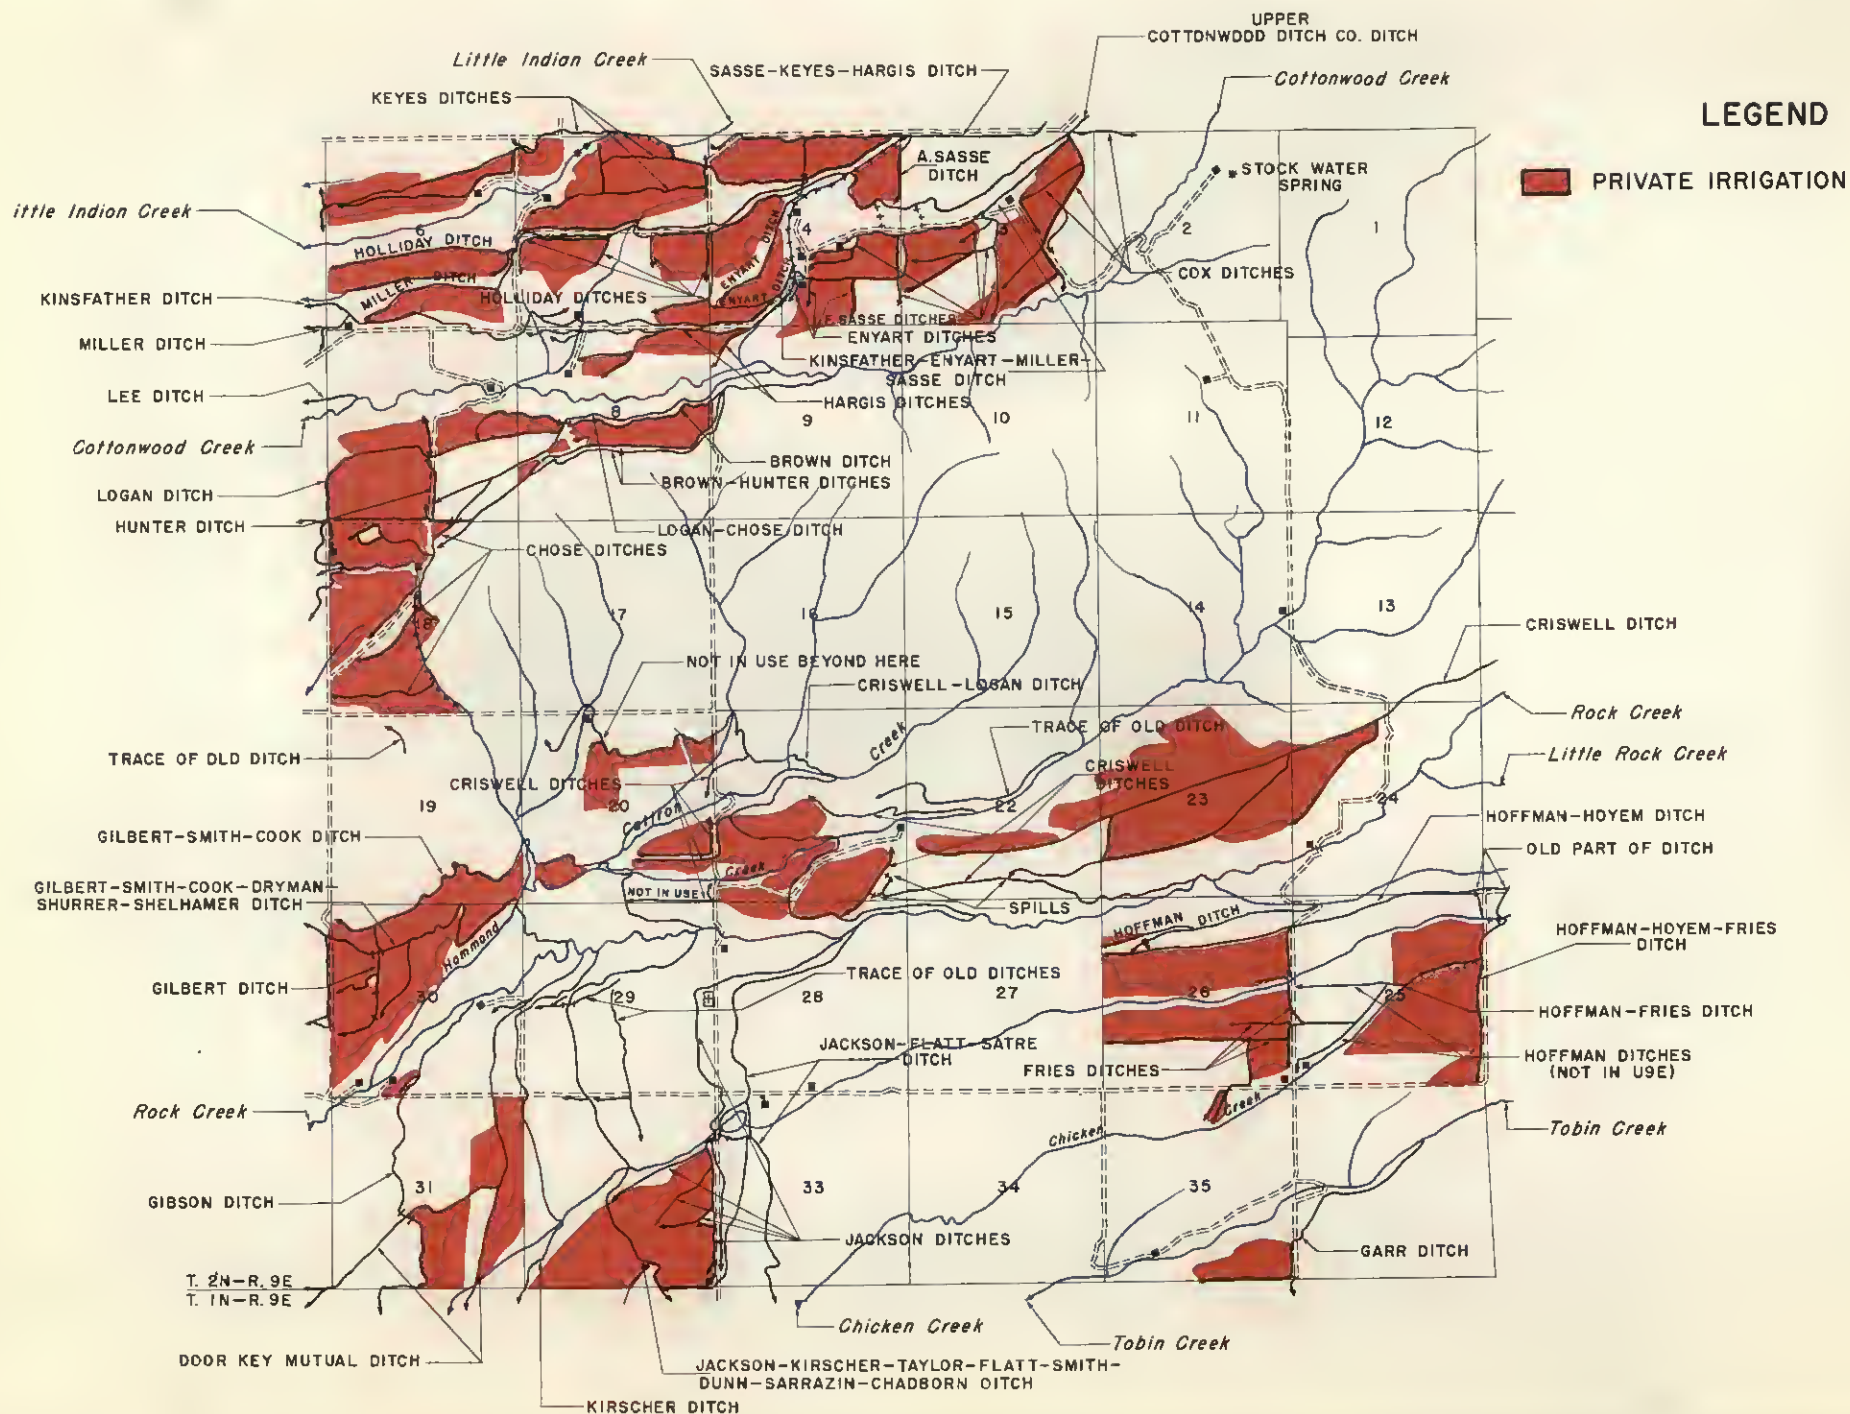 UPPER
COTTDNWDOD DITCH CO. DITCH
Little Indian Creek
SASSE-KEYES-HARGIS DITCH
Cottonwood Creek
KEYES DITCHES
LEGEND
PRIVATE IRRIGATION
A. SASSE
DITCH
STOCK WATER
SPRING
ittle Indian Creek
6
4
3
2
1
HOLLIDAY DITCH
ENYART DITCH
MILLER DITCH
COX DITCHES
KINSFATHER DITCH
HOLLIDAY DITCHES
ENYART DITCH
F. SASSE DITCHES
ENYART DITCHES
MILLER DITCH
KINSFATHER-ENYART-MILLER-
SASSE DITCH
LEE DITCH
HARGIS DITCHES
8
9
10
11
12
Cottonwood Creek
BROWN DITCH
BROWN-HUNTER DITCHES
LOGAN DITCH
HUNTER DITCH
LOGAN-CHOSE DITCH
CHOSE DITCHES
18
17
16
15
14
13
CRISWELL DITCH
NOT IN USE BEYOND HERE
CRISWELL-LOGAN DITCH
Rock Creek
TRACE OF OLD DITCH
Creek
TRACE OF DLD DITCH
Little Rock Creek
CRISWELL DITCHES
CRISWELL
DITCHES
19
20
22
23
24
Caffron
HOFFMAN-HOYEM DITCH
GILBERT-SMITH-COOK DITCH
OLD PART OF DITCH
Creek
GILBERT-SMITH-COOK-DRYMAN-
SHURRER-SHELHAMER DITCH
NOT IN USE
SPILLS
HOFFMAN DITCH
Hammond
HOFFMAN-HOYEM-FRIES
DITCH
GILBERT DITCH
TRACE OF OLD DITCHES
30
29
28
27
26
25
HOFFMAN-FRIES DITCH
JACKSON-FLATT-SATRE
DITCH
FRIES DITCHES
HOFFMAN DITCHES
(NOT IN U9E)
Rock Creek
Creek
Chicken
Tobin Creek
31
33
34
35
GIBSON DITCH
JACKSON DITCHES
GARR DITCH
T. 2N-R. 9E
T. 1N-R. 9E
Chicken Creek
Tobin Creek
DOOR KEY MUTUAL DITCH
JACKSON-KIRSCHER-TAYLOR-FLATT-SMITH-
DUNN-SARRAZIN-CHADBORN DITCH
KIRSCHER DITCH